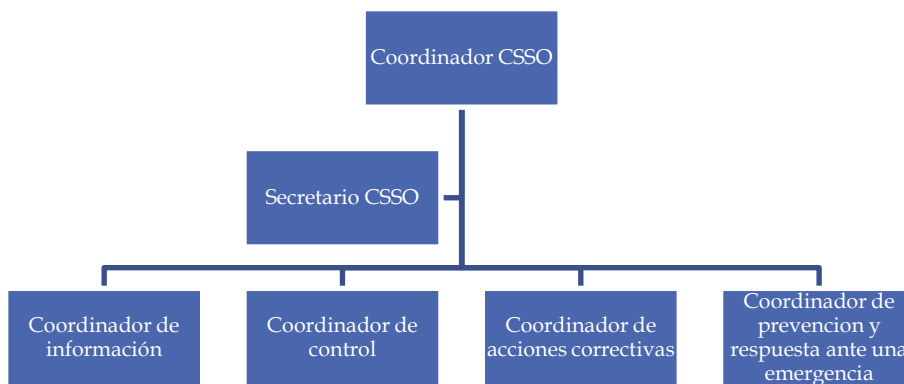 Coordinador CSSO
Secretario CSSO
Coordinador de
información
Coordinador de
control
Coordinador de
acciones correctivas
Coordinador de
prevencion y
respuesta ante una
emergencia